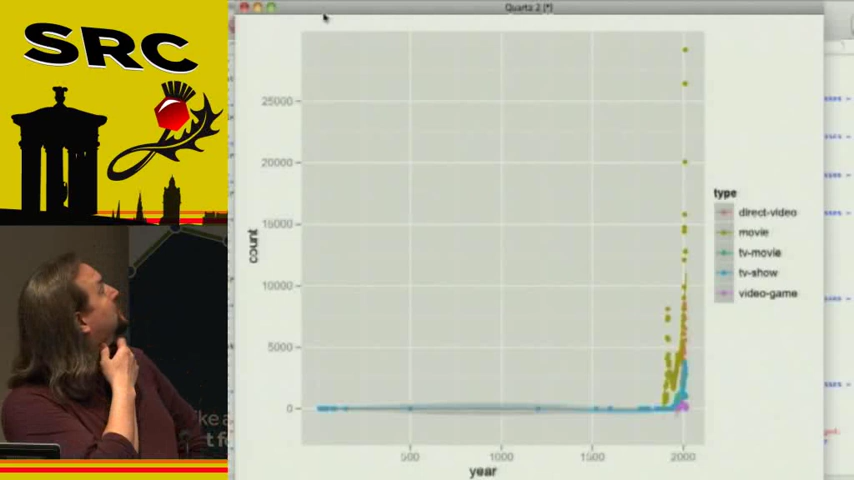 SRC
Quartz 2 [*]
25000
20000
15000
10000
5000
0
count
500
1000
1500
2000
year
type
direct-video
movie
tv-movie
tv-show
video-game